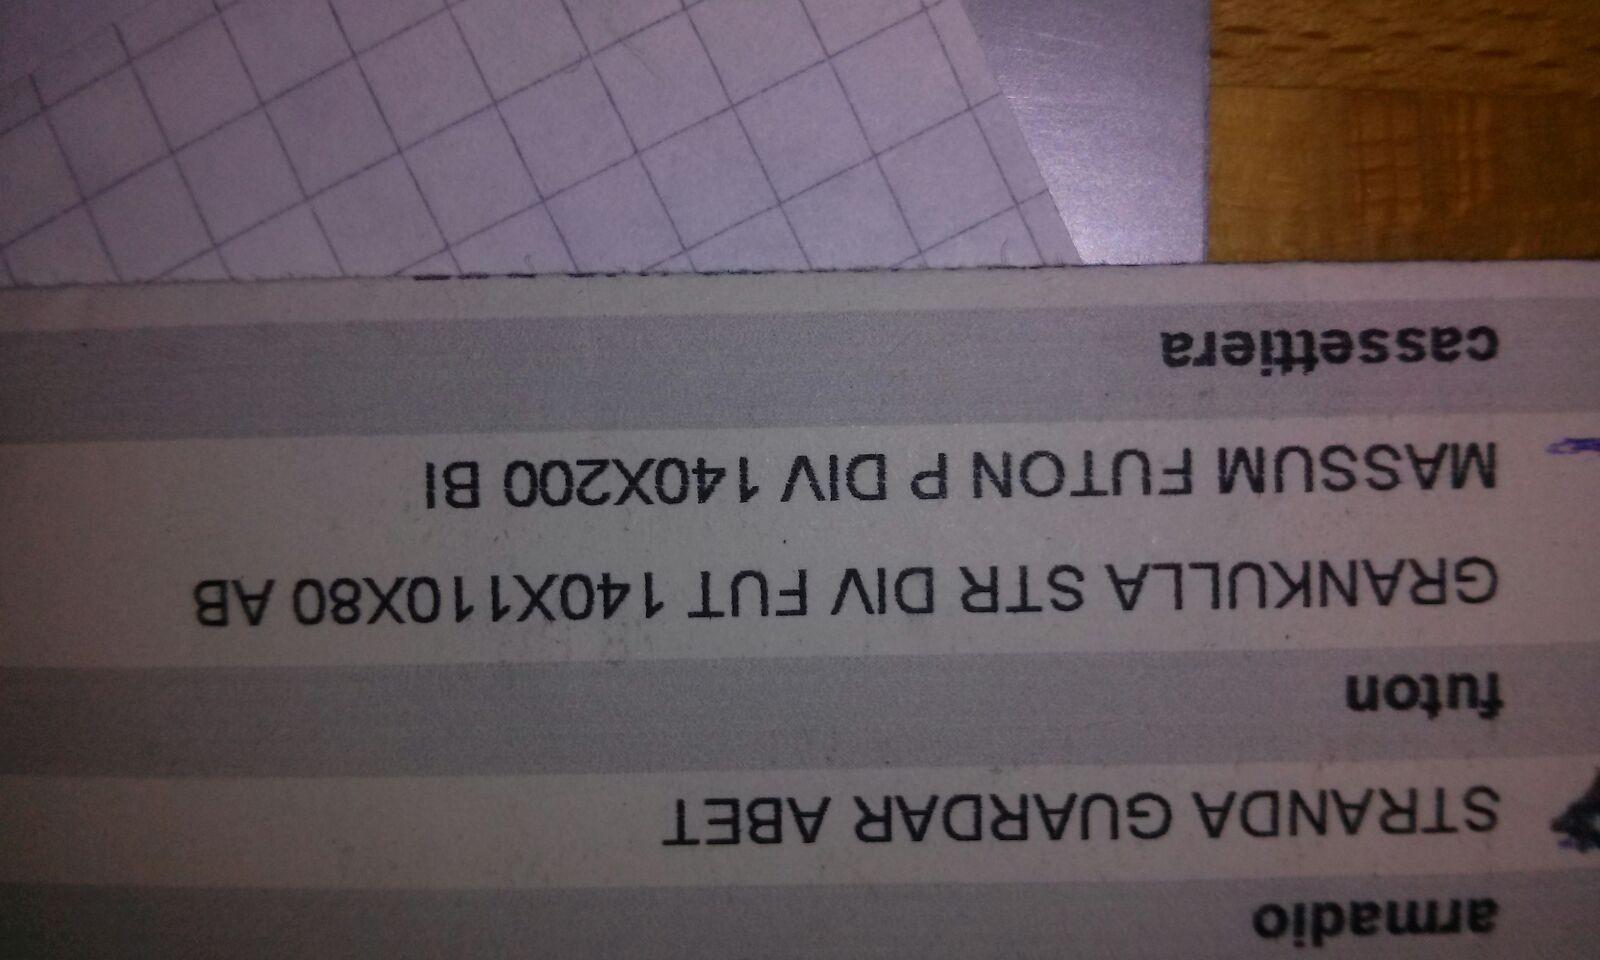 armadio
STRANDA GUARDAR ABET
futon
GRANKULLA STR DIV FUT 140X110X80 AB
MASSUM FUTON P DIV 140X200 BI
cassettiera